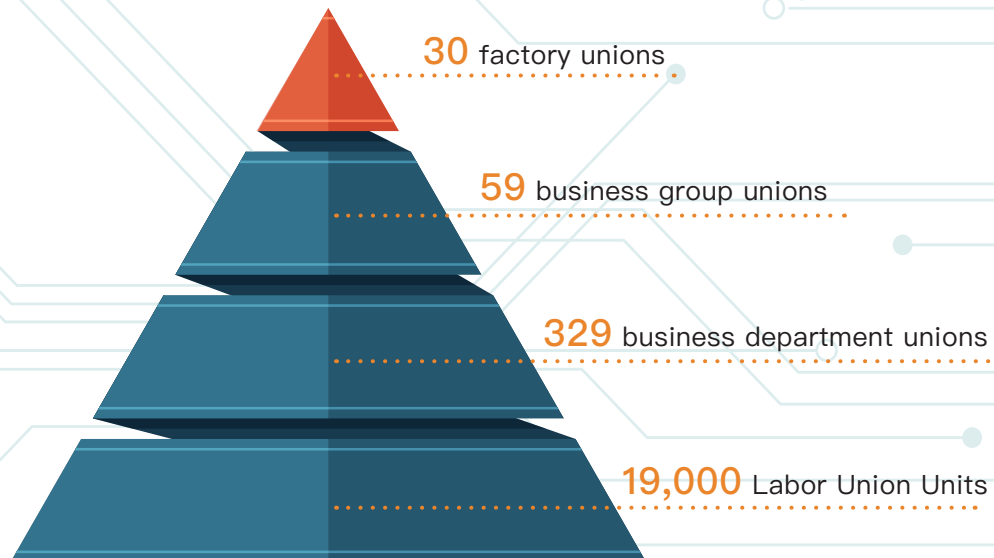 30 factory unions
59 business group unions
329 business department unions
19,000 Labor Union Units